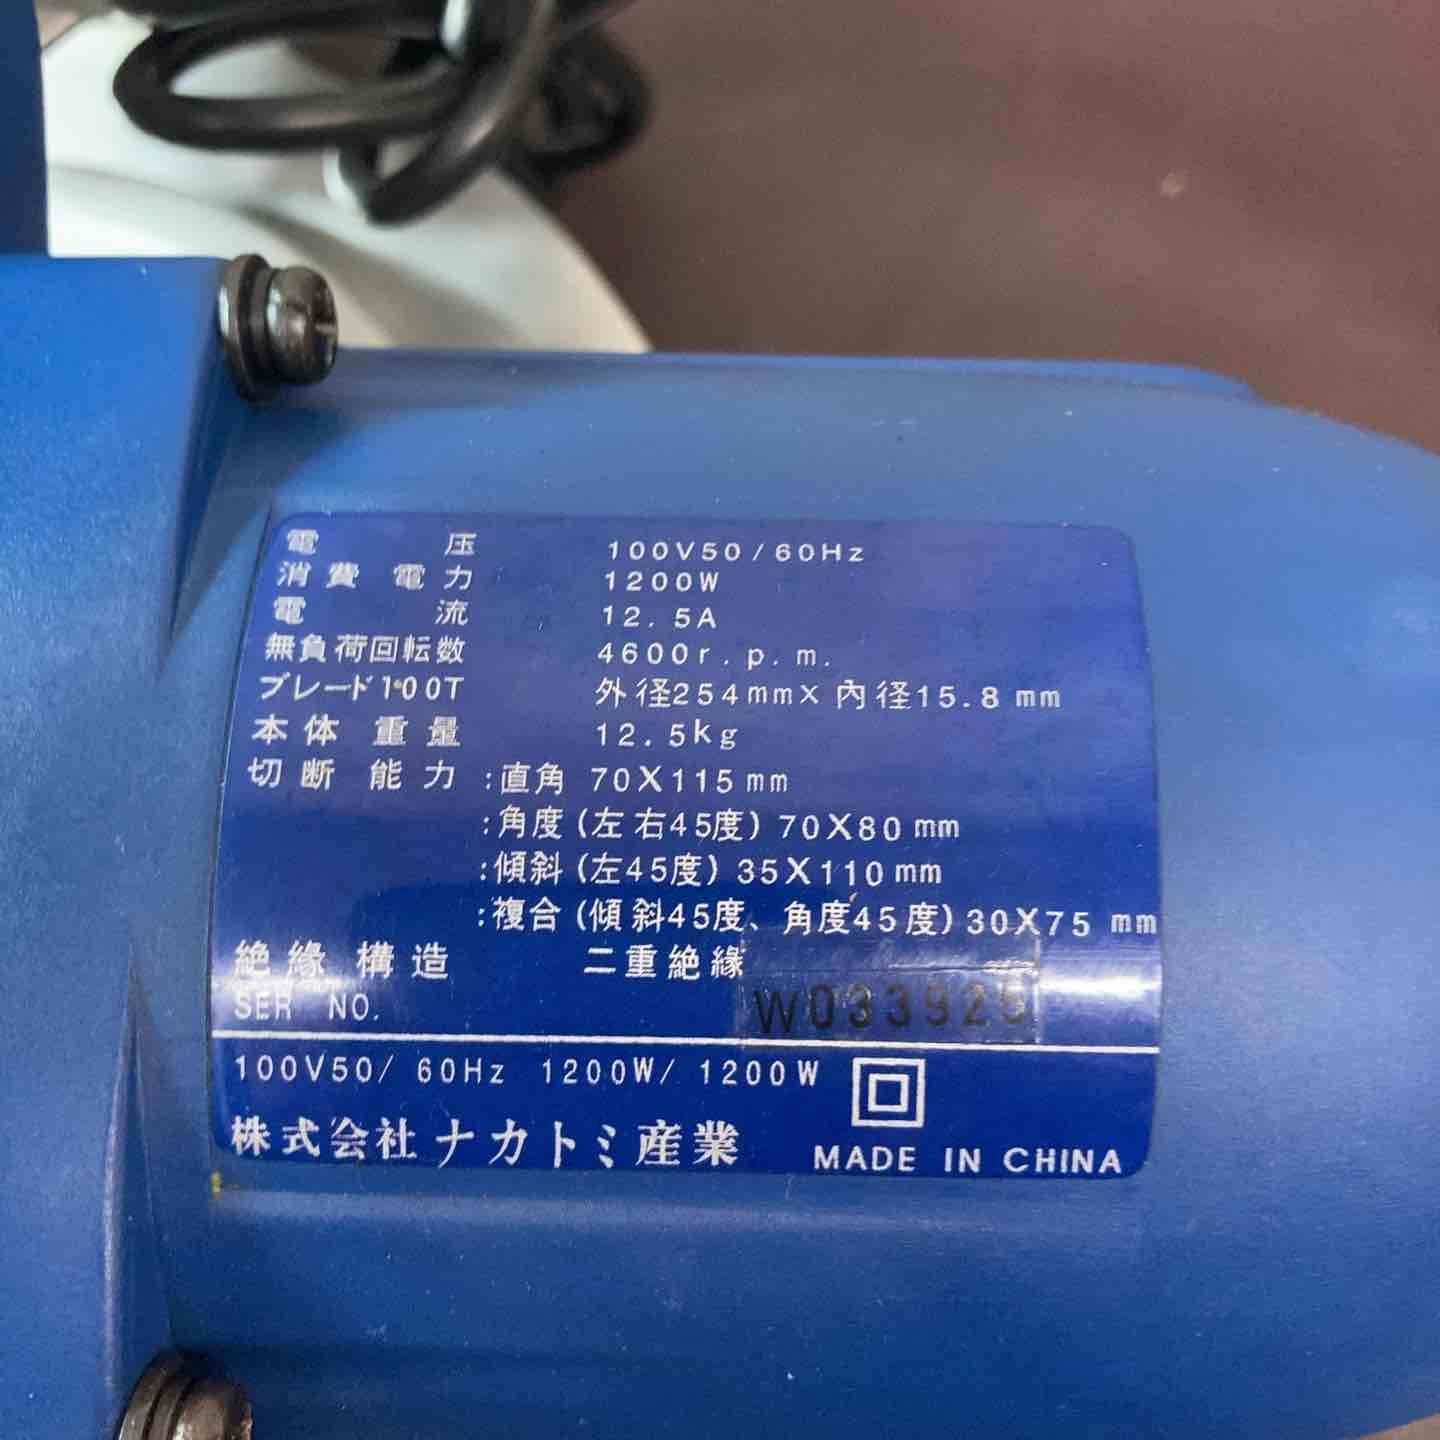 電 圧 100V50/60Hz
消費電力 1200W
電 流 12.5A
無負荷回転数 4600r.p.m.
ブレード100T 外径254mm×内径15.8mm
本体重量 12.5kg
切断能力:直角 70X115mm
:角度(左右45度)70X80mm
:傾斜(左45度)35X110mm
:複合(傾斜45度、角度45度)30X75mm
絶縁構造 二重絶縁
SER NO. W033925
100V50/60Hz 1200W/1200W
株式会社ナカトミ産業 MADE IN CHINA